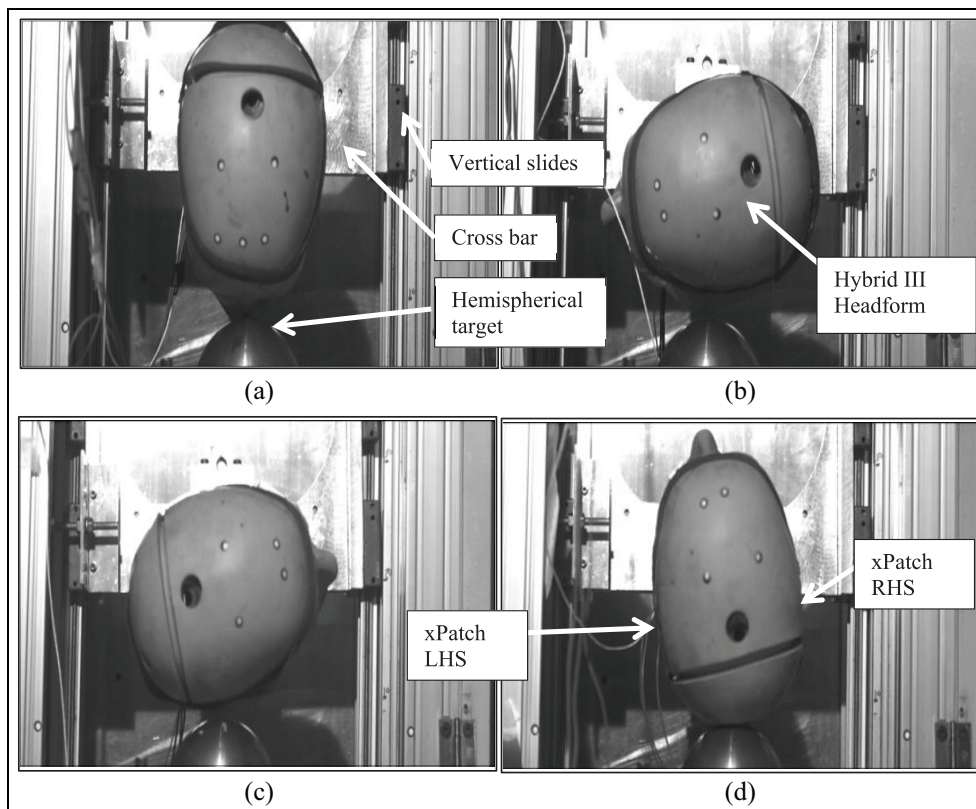 Vertical slides
Cross bar
Hemispherical
target
Hybrid III
Headform
(a)
(b)
xPatch
LHS
xPatch
RHS
(c)
(d)